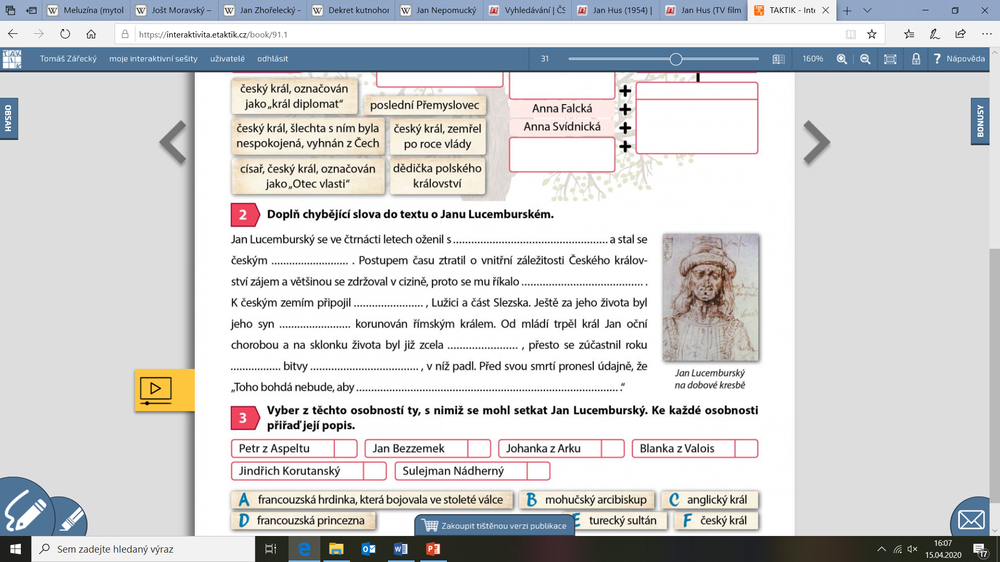 Meluzína (mytol
Jošt Moravský –
Jan Zhořelecký -
Dekret kutnohor
Jan Nepomucký
Vyhledávání | ČS
Jan Hus (1954) |
Jan Hus (TV film
TAKTIK - Inte
https://interaktivita.etaktik.cz/book/91.1
TAKTIK
Tomáš Zářecký
moje interaktivní sešity
uživatelé
odhlásit
31
160%
? Nápověda
OBSAH
BONUSY
český král, označován
jako „král diplomat“
poslední Přemyslovec
český král, šlechta s ním byla
nespokojená, vyhnán z Čech
český král, zemřel
po roce vlády
císař, český král, označován
jako „Otec vlasti“
dědička polského
království
+
Anna Falcká +
Anna Svídnická +
+
2 Doplň chybějící slova do textu o Janu Lucemburském.
Jan Lucemburský se ve čtrnácti letech oženil s .................................................. a stal se
českým ......................... . Postupem času ztratil o vnitřní záležitosti Českého králov-
ství zájem a většinou se zdržoval v cizině, proto se mu říkalo ........................................ .
K českým zemím připojil ....................... , Lužici a část Slezska. Ještě za jeho života byl
jeho syn ........................ korunován římským králem. Od mládí trpěl král Jan oční
chorobou a na sklonku života byl již zcela ....................... , přesto se zúčastnil roku
................. bitvy .................................... , v níž padl. Před svou smrtí pronesl údajně, že
„Toho bohdá nebude, aby ....................................................................................... .“
Jan Lucemburský
na dobové kresbě
3 Vyber z těchto osobností ty, s nimiž se mohl setkat Jan Lucemburský. Ke každé osobnosti
přiřaď její popis.
Petr z Aspeltu
Jan Bezzemek
Johanka z Arku
Blanka z Valois
Jindřich Korutanský
Sulejman Nádherný
A francouzská hrdinka, která bojovala ve stoleté válce
B mohučský arcibiskup
C anglický král
D francouzská princezna
E turecký sultán
F český král
Zakoupit tištěnou verzi publikace
Sem zadejte hledaný výraz
16:07
15.04.2020
17